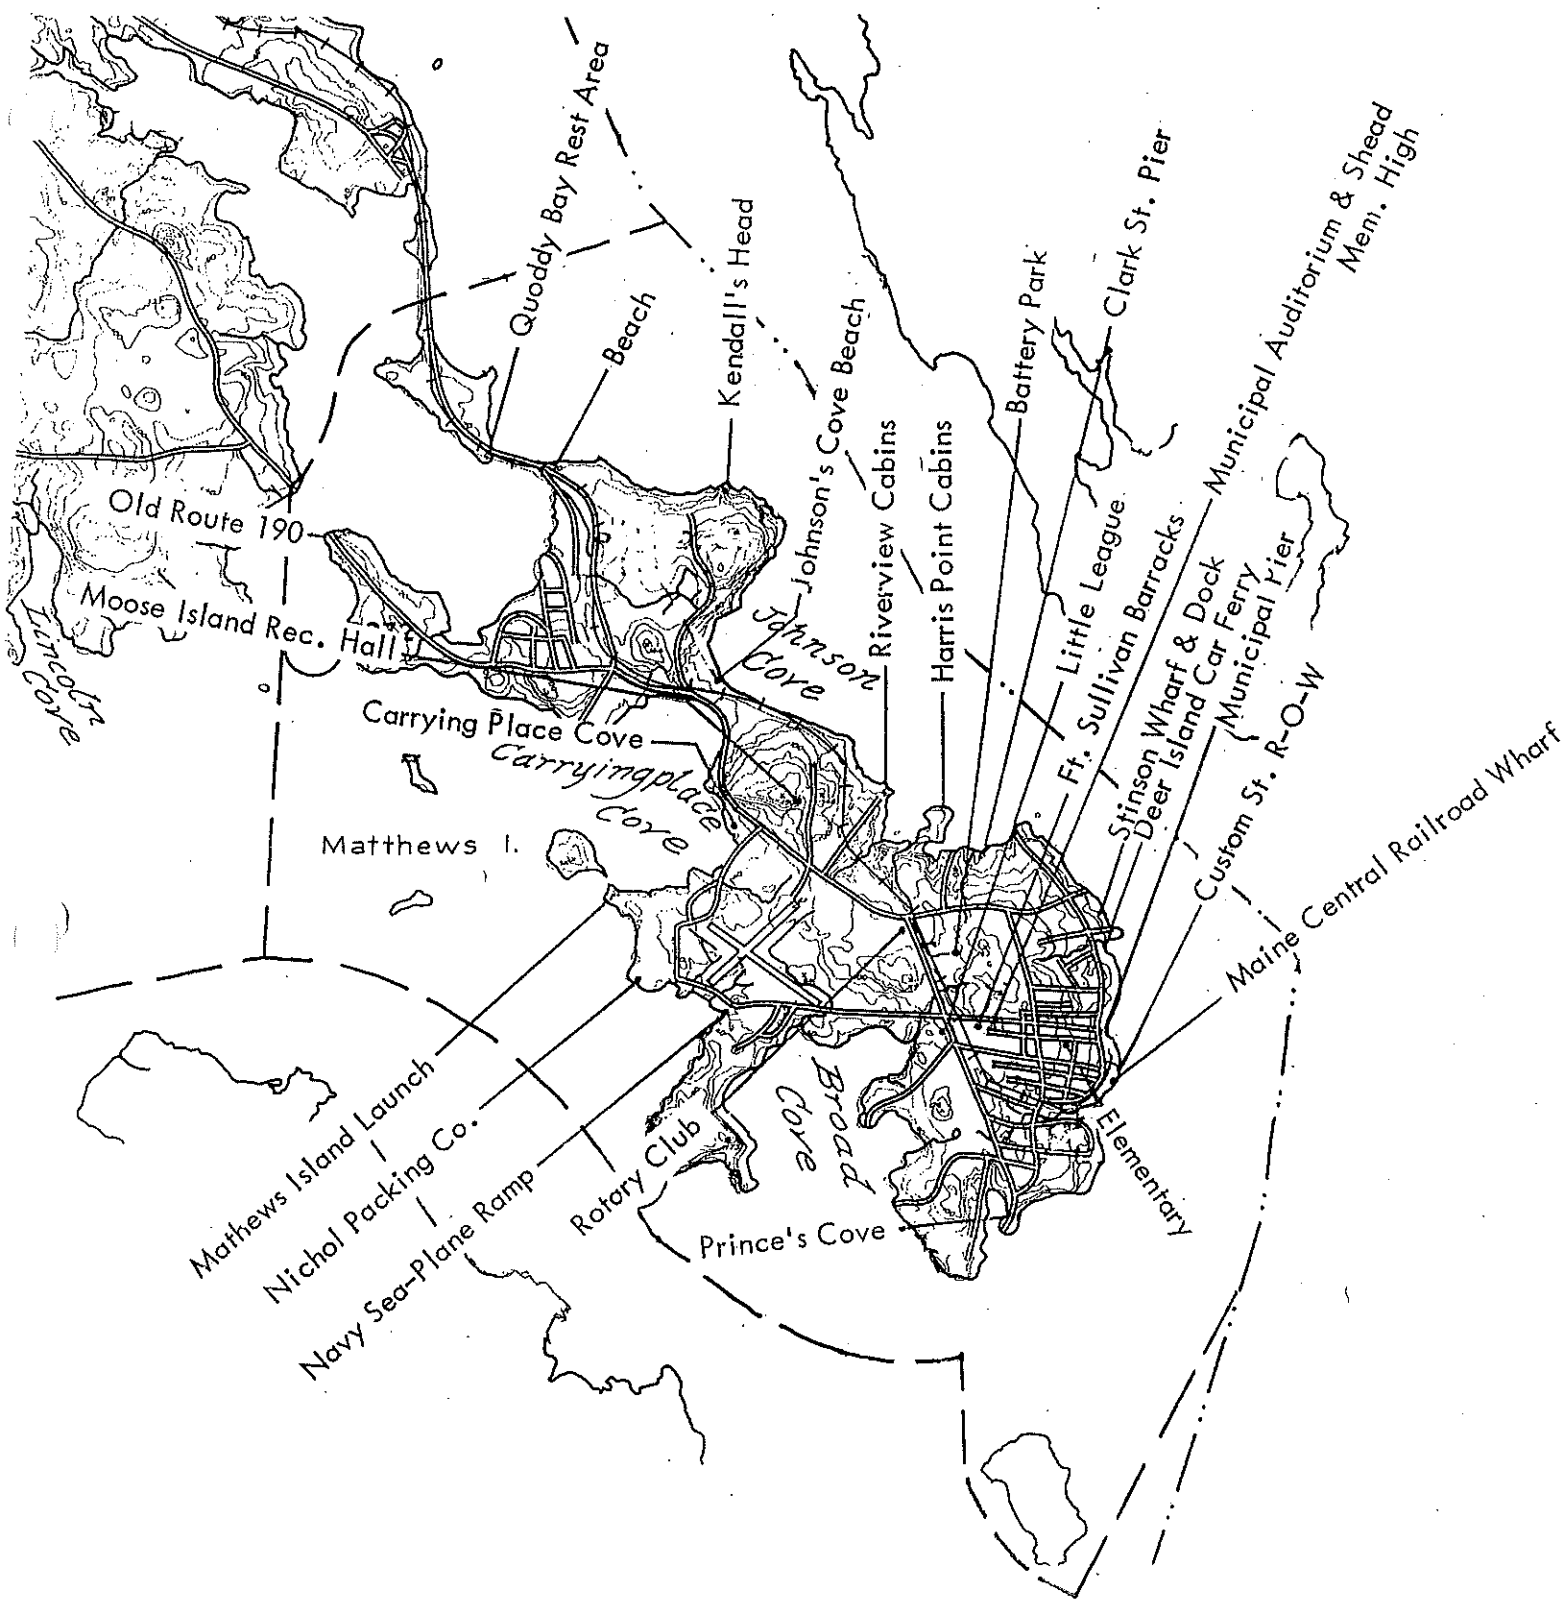 Quoddy Bay Rest Area
Beach
Kendall's Head
Johnson's Cove Beach
Riverview Cabins
Harris Point Cabins
Battery Park
Clark St. Pier
Little League
Ft. Sullivan Barracks
Municipal Auditorium & Shead
Mem. High
Stinson Wharf & Dock
Deer Island Car Ferry
Municipal Pier
Custom St. R-O-W
Maine Central Railroad Wharf
Old Route 190
Moose Island Rec. Hall
Lincoln
Cove
Johnson
Cove
Carrying Place Cove
Carryingplace
Cove
Matthews I.
Mathews Island Launch
Nichol Packing Co.
Navy Sea-Plane Ramp
Rotary Club
Broad
Cove
Prince's Cove
Elementary